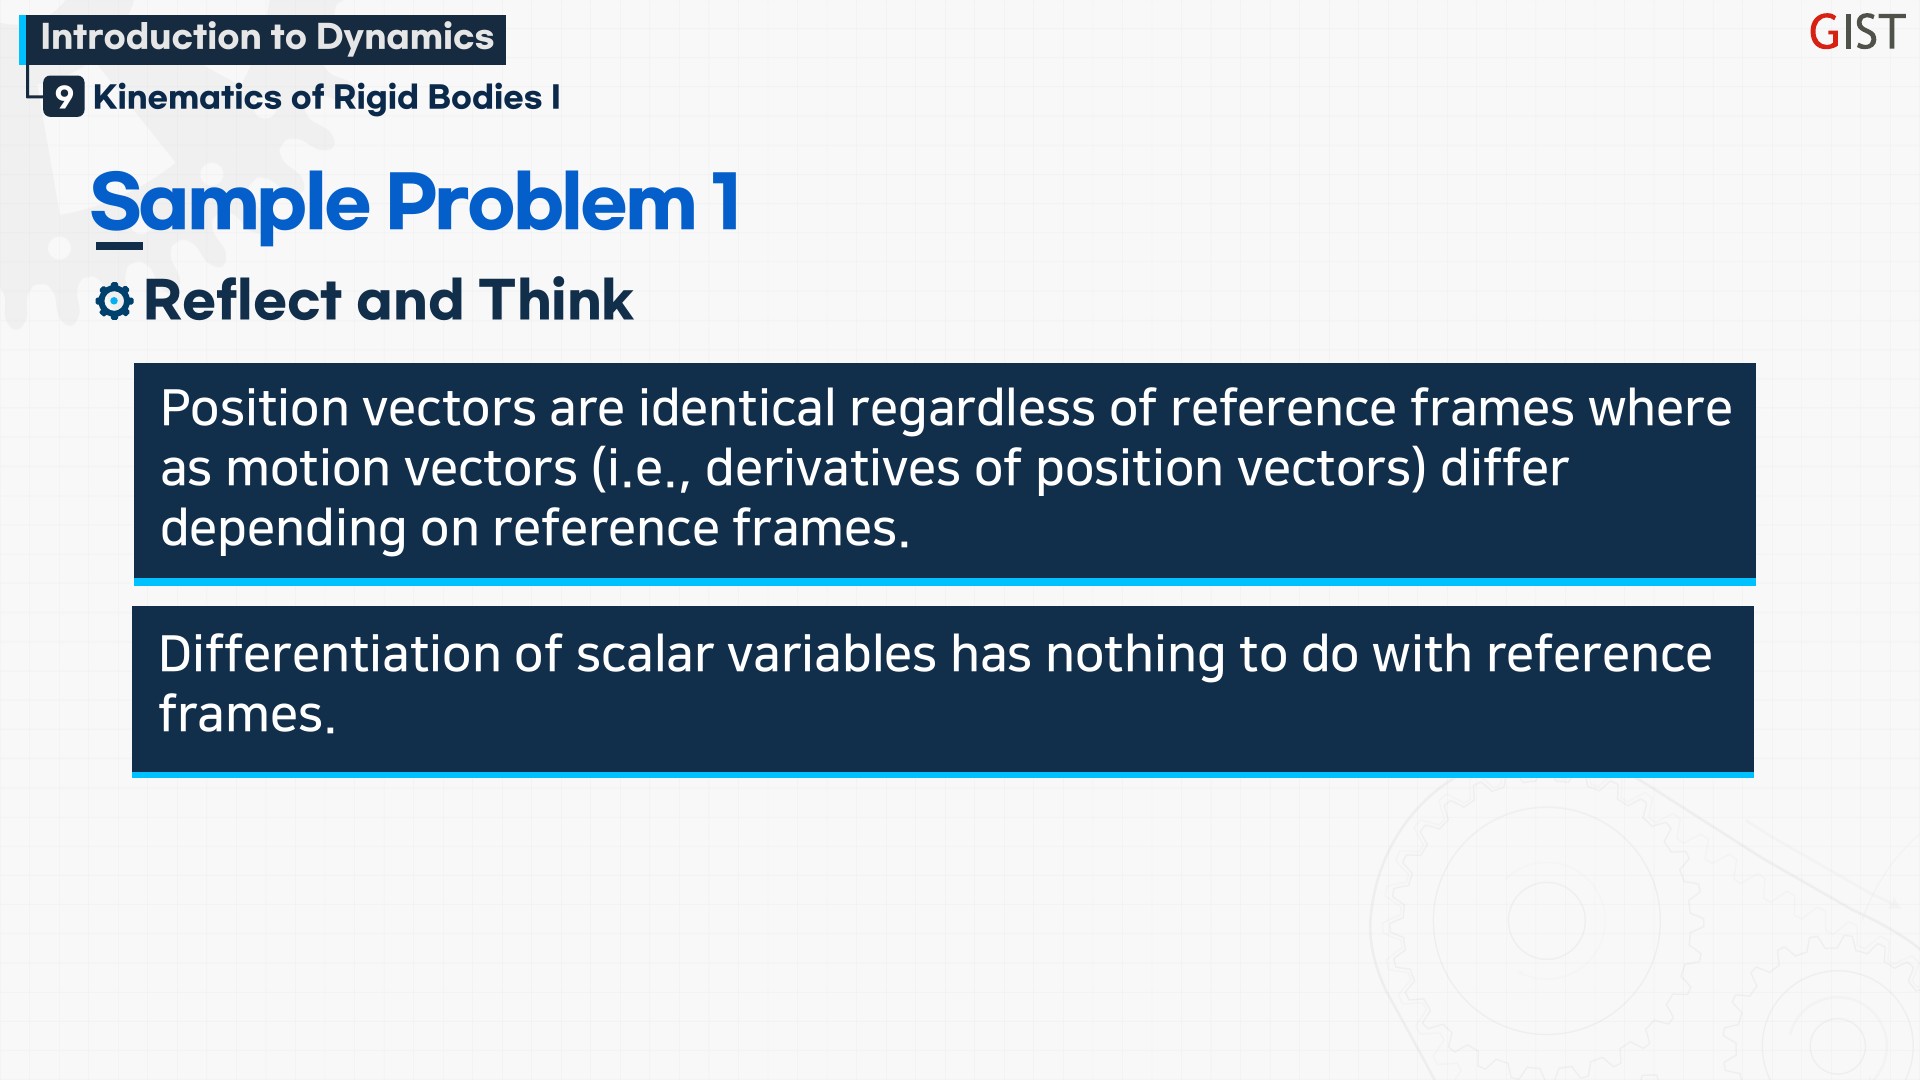 Introduction to Dynamics
GIST
9 Kinematics of Rigid Bodies I
Sample Problem 1
Reflect and Think
Position vectors are identical regardless of reference frames where
as motion vectors (i.e., derivatives of position vectors) differ
depending on reference frames.
Differentiation of scalar variables has nothing to do with reference
frames.